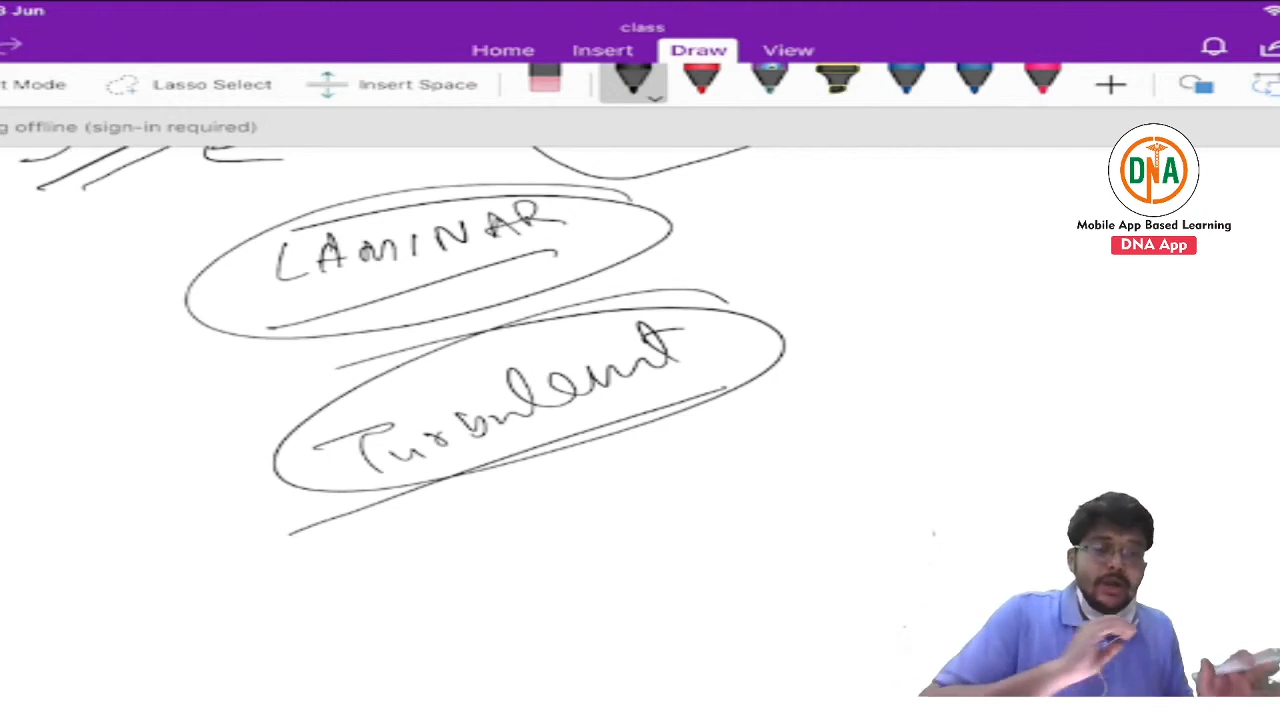 3 Jun
class
Home Insert Draw View
t Mode Lasso Select Insert Space
g offline (sign-in required)
DNA
Mobile App Based Learning
DNA App
LAMINAR
Turbulent